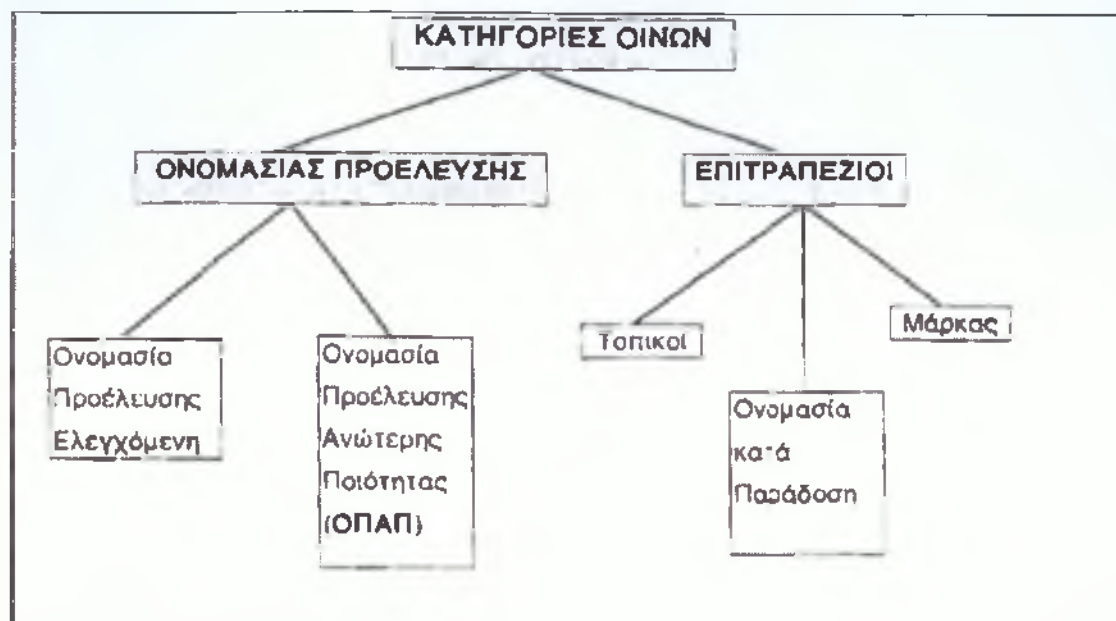 ΚΑΤΗΓΟΡΙΕΣ ΟΙΝΩΝ
ΟΝΟΜΑΣΙΑΣ ΠΡΟΕΛΕΥΣΗΣ
ΕΠΙΤΡΑΠΕΖΙΟΙ
Ονομασία
Προέλευσης
Ελεγχόμενη
Ονομασία
Προέλευσης
Ανώτερης
Ποιότητας
(ΟΠΑΠ)
Τοπικοί
Ονομασία
κατά
Παράδοση
Μάρκας